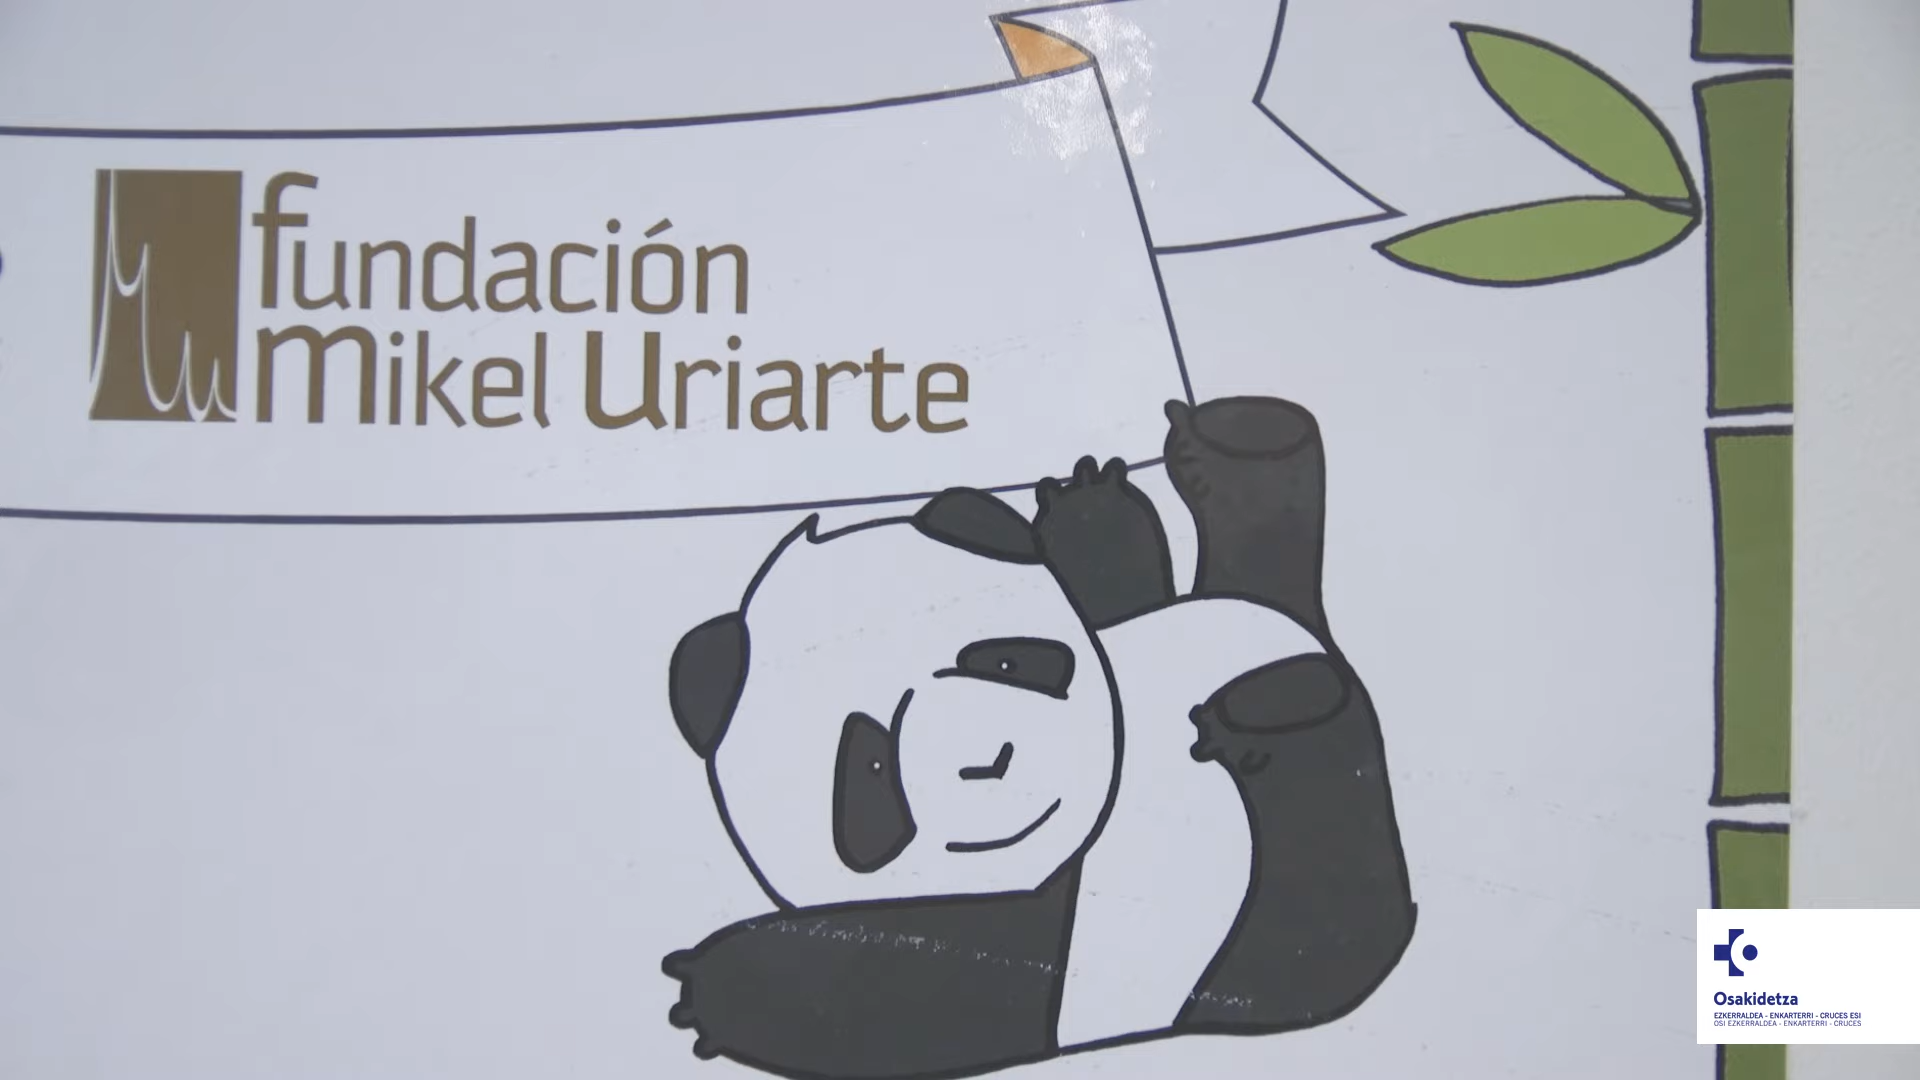 fundación
mikel uriarte
Osakidetza
EZKERRALDEA - ENKARTERRI - CRUCES ESI
OSI EZKERRALDEA - ENKARTERRI - CRUCES